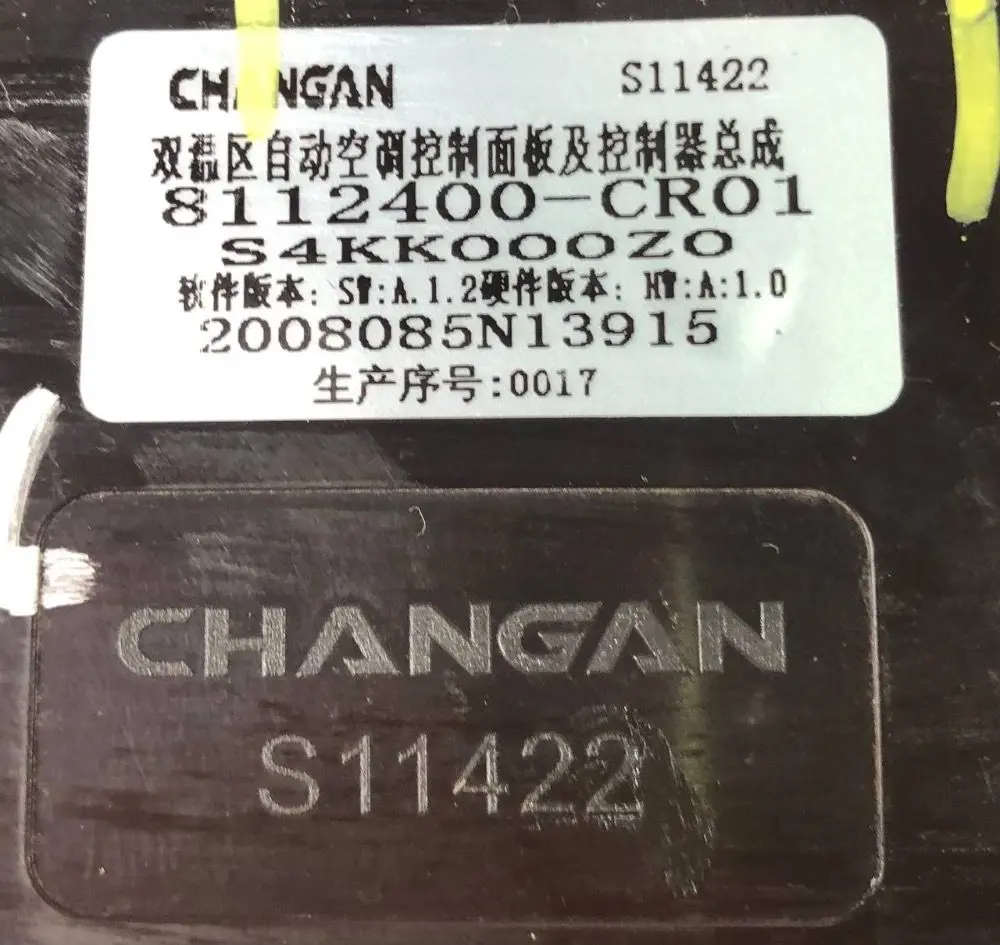 CHANGAN S11422
双温区自动空调控制面板及控制器总成
8112400-CR01
S4KK000Z0
软件版本: SW:A.1.2硬件版本: HW:A:1.0
2008085N13915
生产序号:0017
CHANGAN
S11422